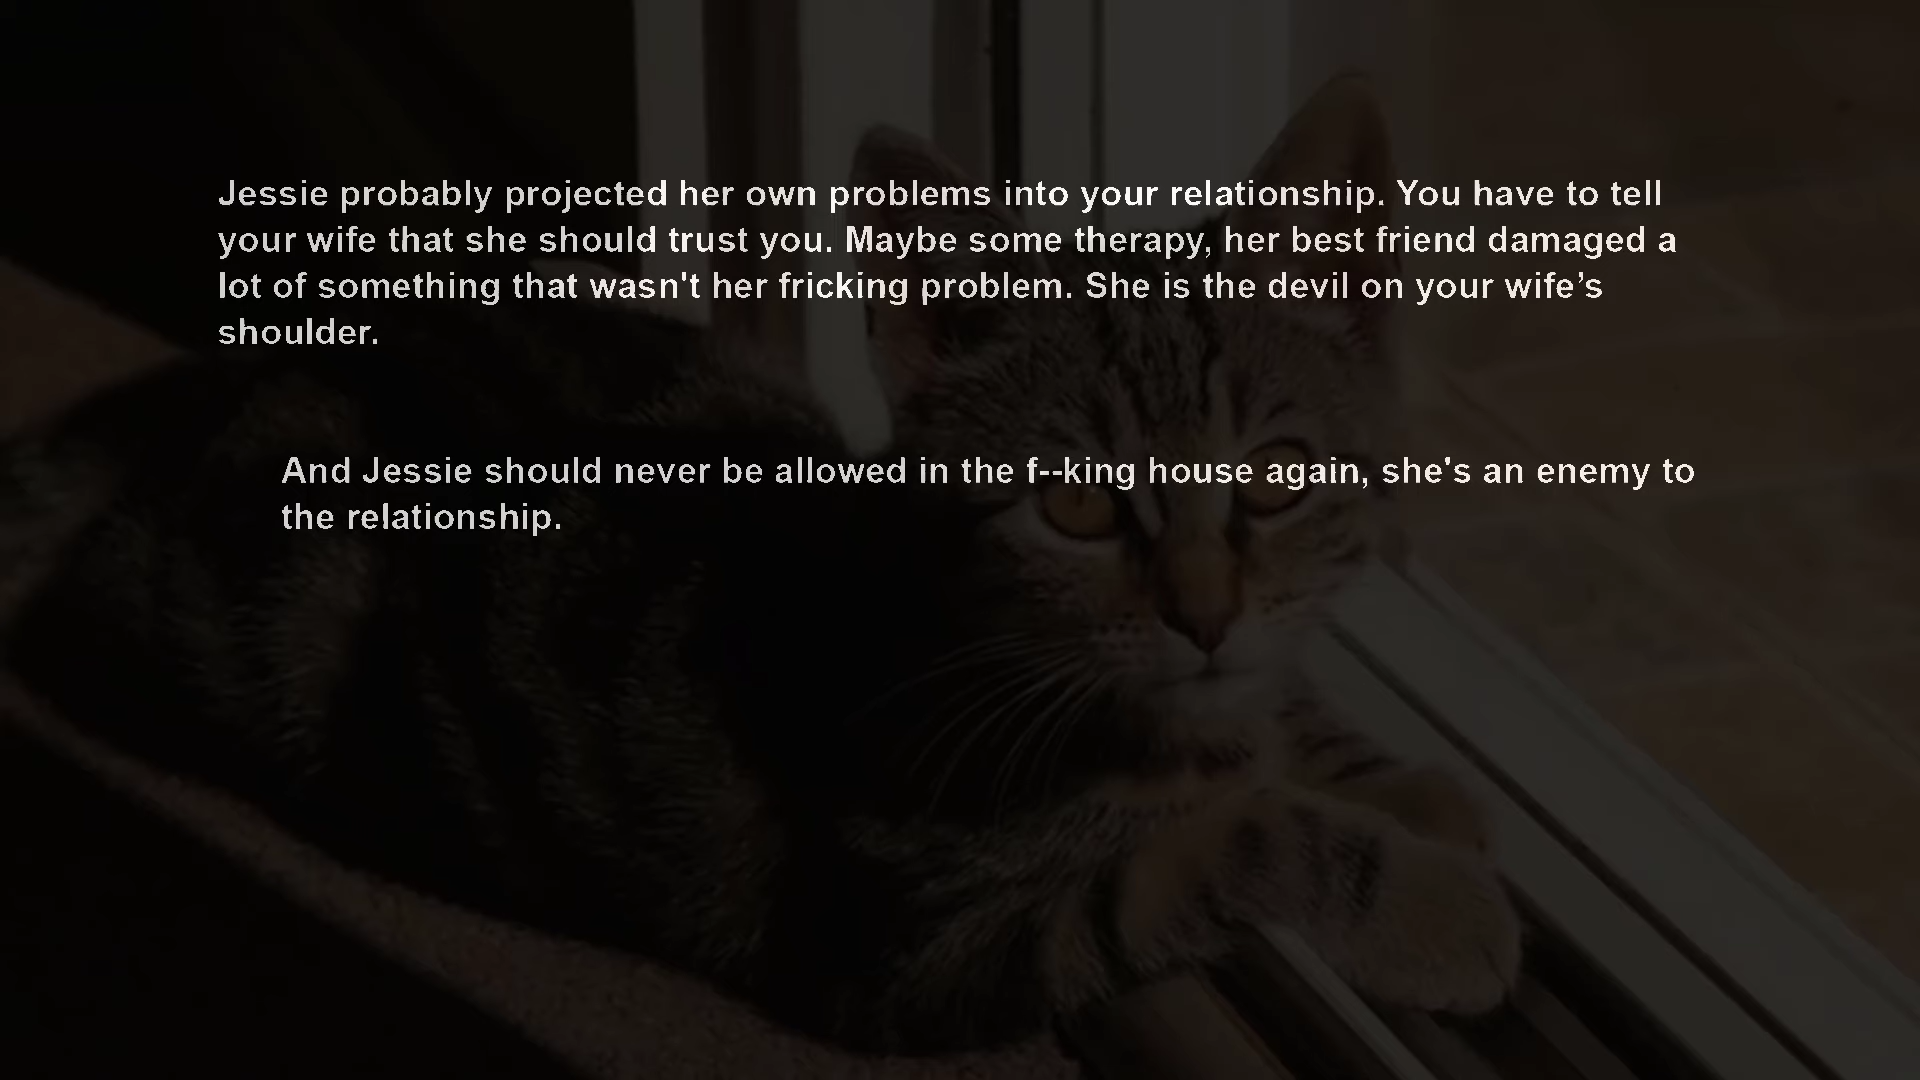 Jessie probably projected her own problems into your relationship. You have to tell
your wife that she should trust you. Maybe some therapy, her best friend damaged a
lot of something that wasn't her fricking problem. She is the devil on your wife’s
shoulder.
And Jessie should never be allowed in the f--king house again, she's an enemy to
the relationship.